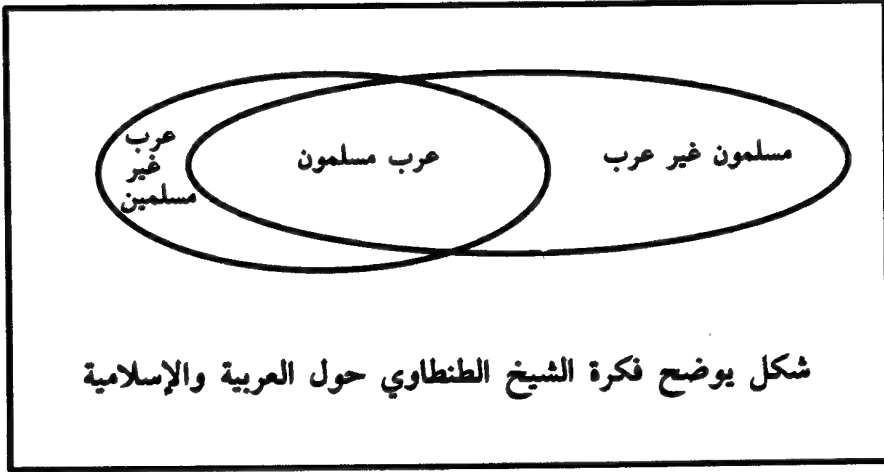 مسلمون غير عرب
عرب مسلمون
عرب
غير
مسلمين
شكل يوضح فكرة الشيخ الطنطاوي حول العربية والإسلامية